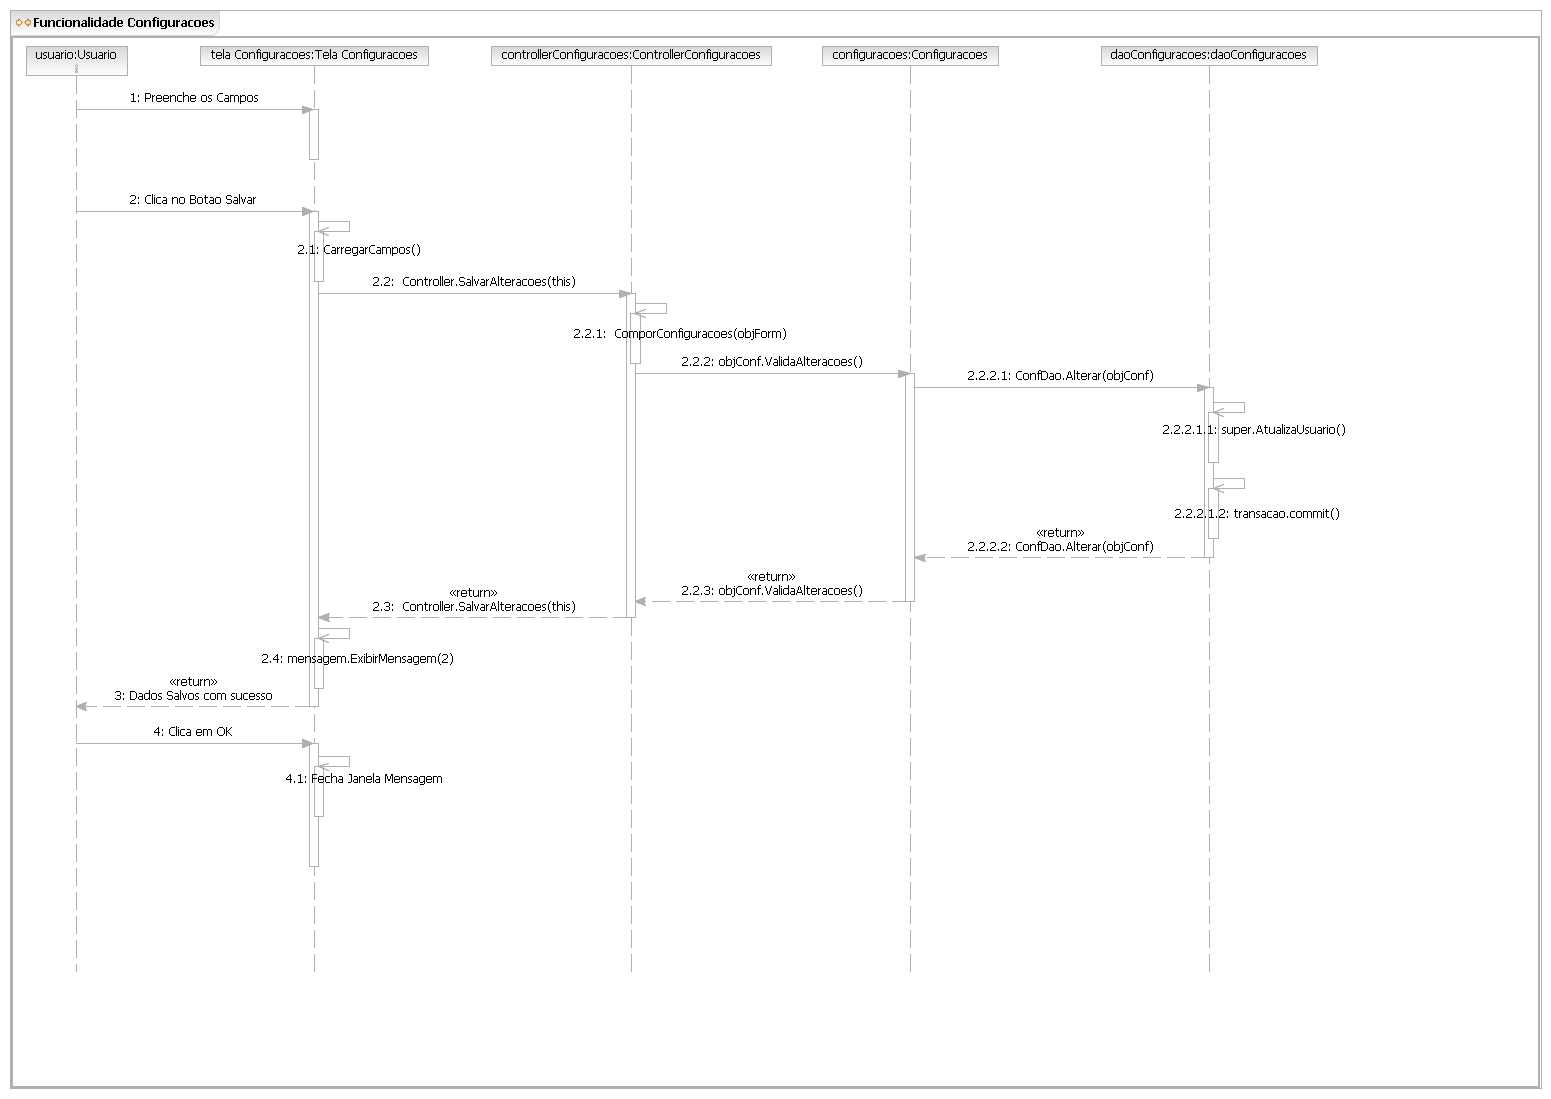 Funcionalidade Configuracoes
usuario:Usuario
tela Configuracoes:Tela Configuracoes
controllerConfiguracoes:ControllerConfiguracoes
configuracoes:Configuracoes
daoConfiguracoes:daoConfiguracoes
1: Preenche os Campos
2: Clica no Botao Salvar
2.1: CarregarCampos()
2.2:  Controller.SalvarAlteracoes(this)
2.2.1:  ComporConfiguracoes(objForm)
2.2.2: objConf.ValidaAlteracoes()
2.2.2.1: ConfDao.Alterar(objConf)
2.2.2.1.1: super.AtualizaUsuario()
2.2.2.1.2: transacao.commit()
«return»
2.2.2.2: ConfDao.Alterar(objConf)
«return»
2.2.3: objConf.ValidaAlteracoes()
«return»
2.3:  Controller.SalvarAlteracoes(this)
2.4: mensagem.ExibirMensagem(2)
«return»
3: Dados Salvos com sucesso
4: Clica em OK
4.1: Fecha Janela Mensagem